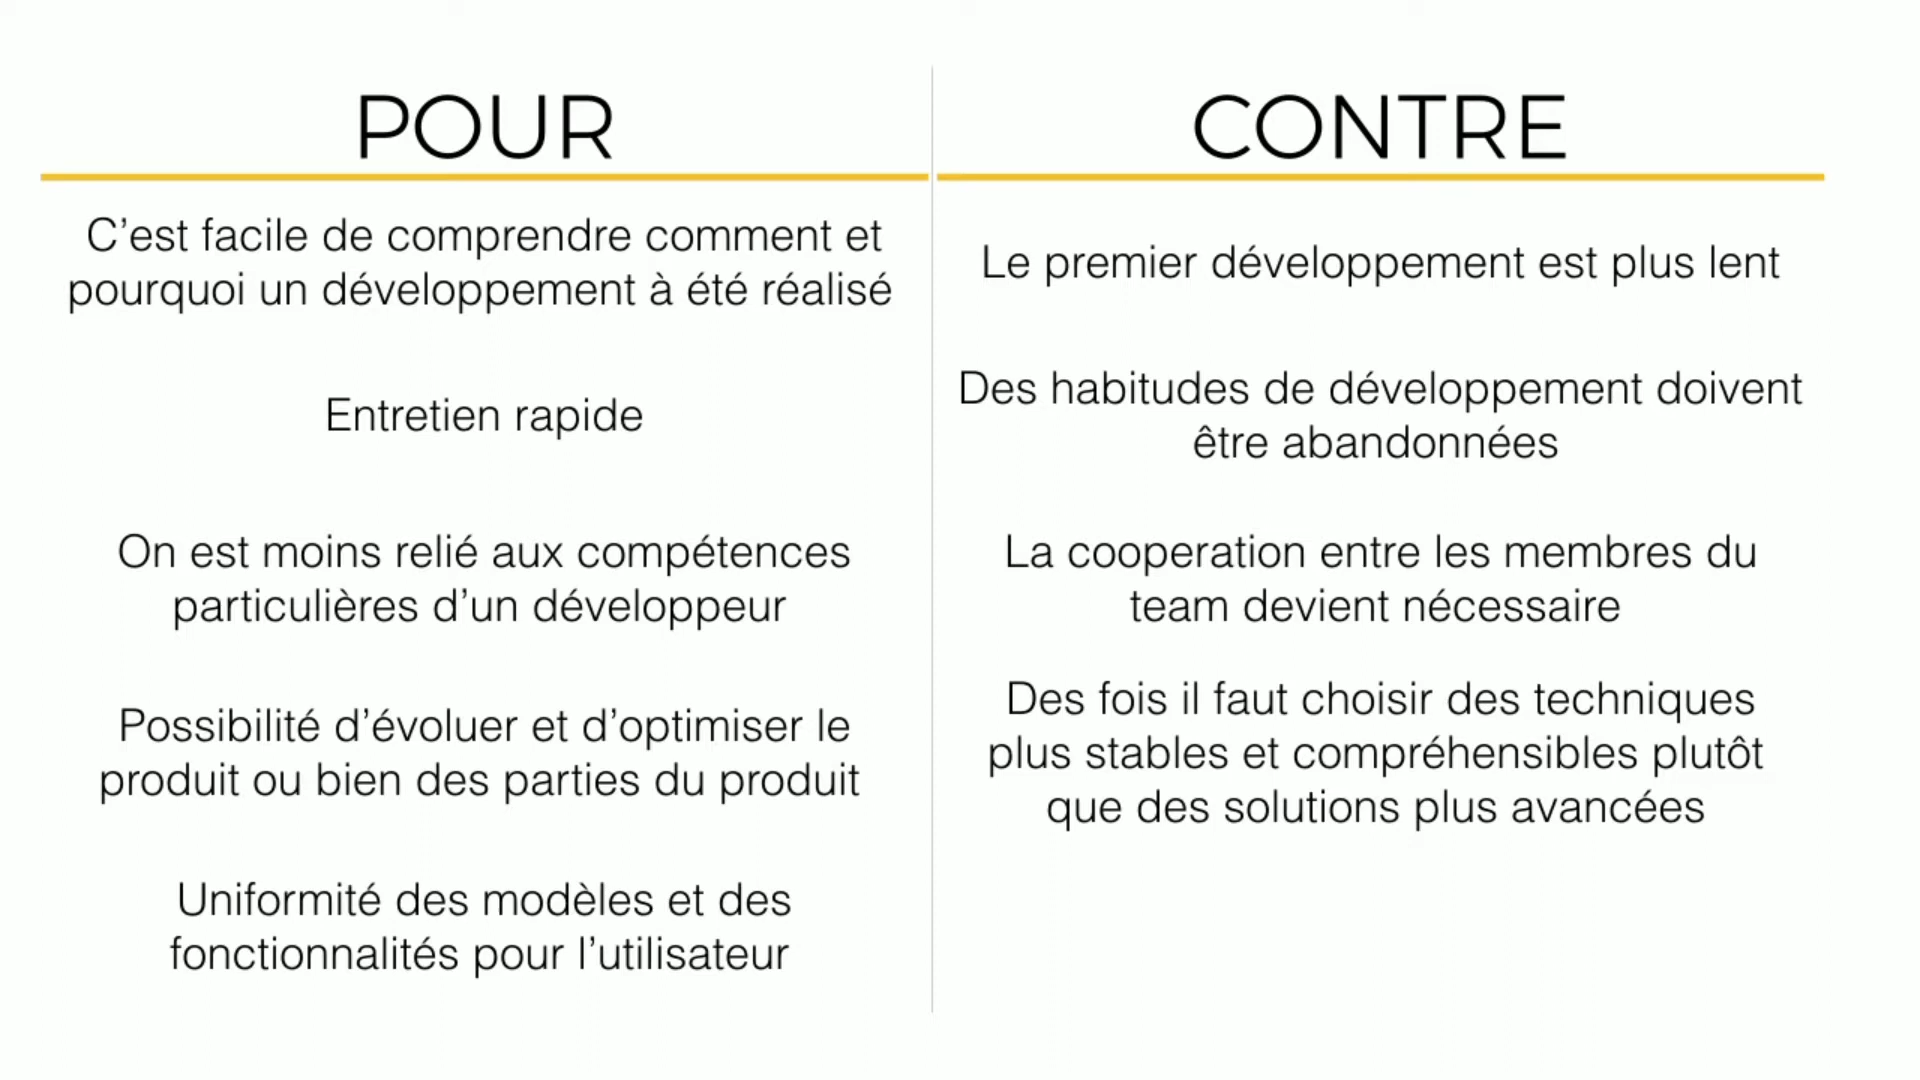 POUR
C’est facile de comprendre comment et
pourquoi un développement à été réalisé
Entretien rapide
On est moins relié aux compétences
particulières d’un développeur
Possibilité d’évoluer et d’optimiser le
produit ou bien des parties du produit
Uniformité des modèles et des
fonctionnalités pour l’utilisateur
CONTRE
Le premier développement est plus lent
Des habitudes de développement doivent
être abandonnées
La cooperation entre les membres du
team devient nécessaire
Des fois il faut choisir des techniques
plus stables et compréhensibles plutôt
que des solutions plus avancées